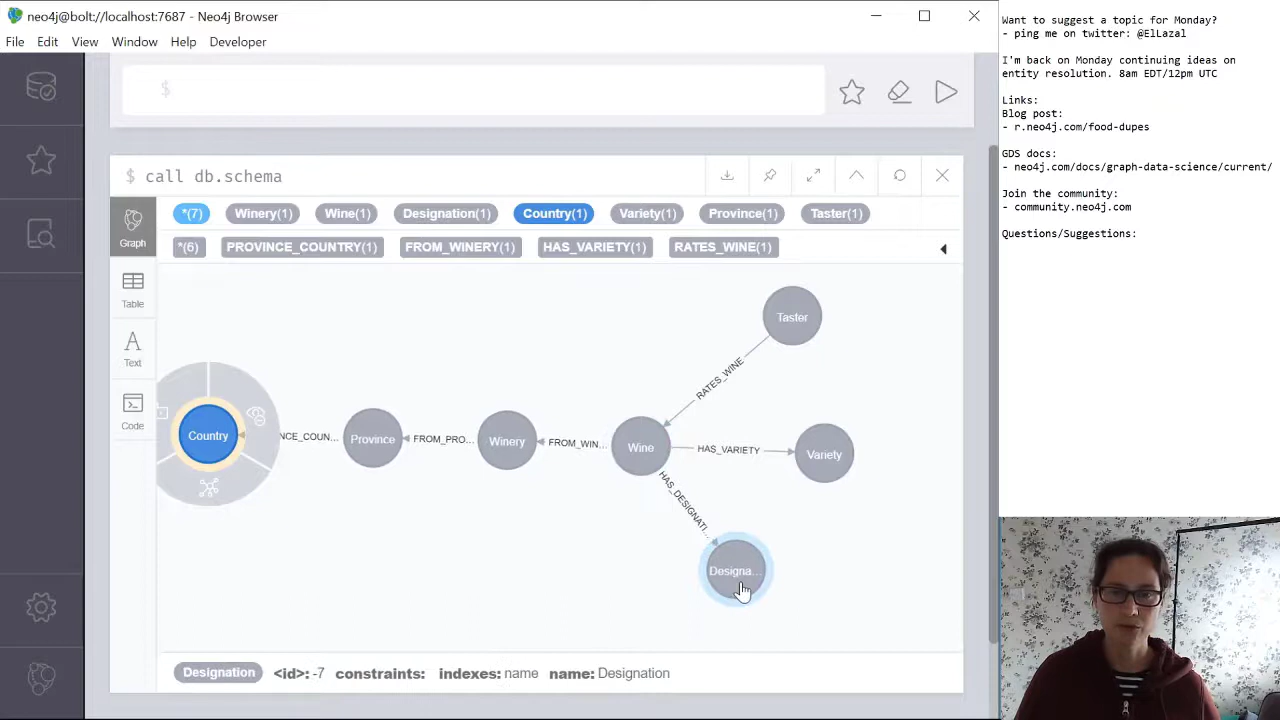 neo4j@bolt://localhost:7687 - Neo4j Browser
File Edit View Window Help Developer
$
$ call db.schema
*(7) Winery(1) Wine(1) Designation(1) Country(1) Variety(1) Province(1) Taster(1)
*(6) PROVINCE_COUNTRY(1) FROM_WINERY(1) HAS_VARIETY(1) RATES_WINE(1)
Graph
Table
Text
Code
Taster
RATES_WINE
Country
NCE_COUN...
Province
FROM_PRO...
Winery
FROM_WIN...
Wine
HAS_VARIETY
Variety
HAS_DESIGNATI...
Designa...
Designation <id>: -7 constraints: indexes: name name: Designation
Want to suggest a topic for Monday?
- ping me on twitter: @ElLazal
I'm back on Monday continuing ideas on
entity resolution. 8am EDT/12pm UTC
Links:
Blog post:
- r.neo4j.com/food-dupes
GDS docs:
- neo4j.com/docs/graph-data-science/current/
Join the community:
- community.neo4j.com
Questions/Suggestions: